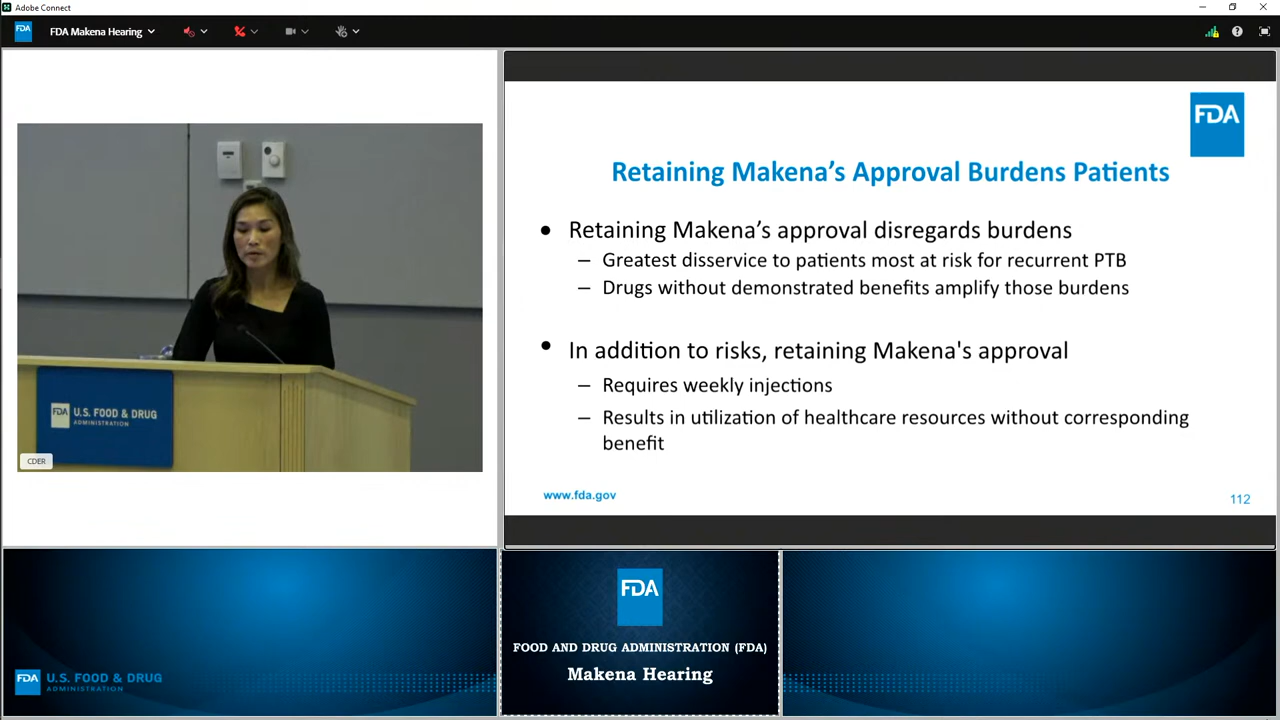 Adobe Connect
FDA
FDA Makena Hearing
FDA
Retaining Makena's Approval Burdens Patients
• Retaining Makena's approval disregards burdens
– Greatest disservice to patients most at risk for recurrent PTB
– Drugs without demonstrated benefits amplify those burdens
• In addition to risks, retaining Makena's approval
– Requires weekly injections
– Results in utilization of healthcare resources without corresponding
benefit
www.fda.gov
112
FDA U.S. FOOD & DRUG
ADMINISTRATION
CDER
FDA
FOOD AND DRUG ADMINISTRATION (FDA)
Makena Hearing
FDA U.S. FOOD & DRUG
ADMINISTRATION